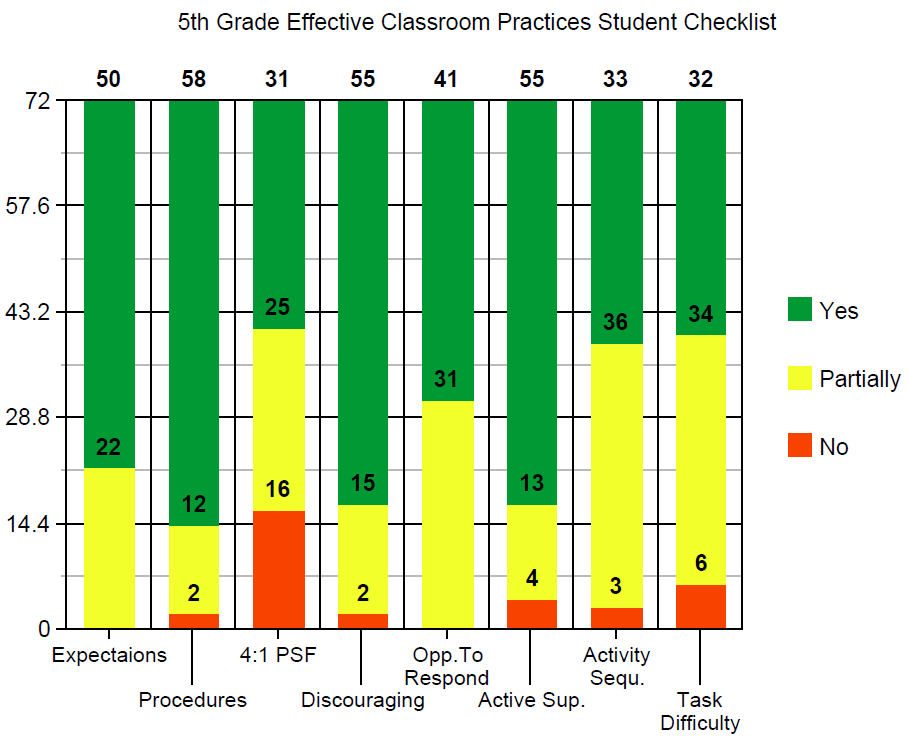 5th Grade Effective Classroom Practices Student Checklist
50 58 31 55 41 55 33 32
72
57.6
43.2
28.8
14.4
0
22
12
2
25
16
15
2
31
13
4
36
3
34
6
Expectaions
Procedures
4:1 PSF
Discouraging
Opp.To
Respond
Active Sup.
Activity
Sequ.
Task
Difficulty
Yes
Partially
No